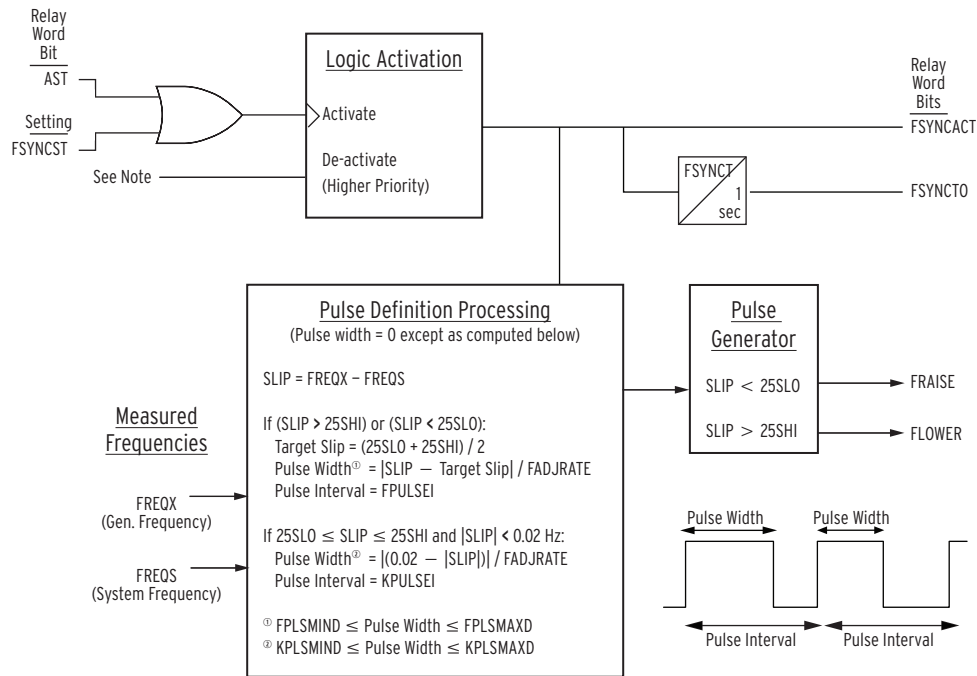 Relay
Word
Bit
AST
Setting
FSYNCST
See Note
Logic Activation
Activate
De-activate
(Higher Priority)
Relay
Word
Bits
FSYNCACT
FSYNCT
1
sec
FSYNCTO
Pulse Definition Processing
(Pulse width = 0 except as computed below)
SLIP = FREQX – FREQS
If (SLIP > 25SHI) or (SLIP < 25SLO):
Target Slip = (25SLO + 25SHI) / 2
Pulse Width① = |SLIP – Target Slip| / FADJRATE
Pulse Interval = FPULSEI
If 25SLO ≤ SLIP ≤ 25SHI and |SLIP| < 0.02 Hz:
Pulse Width② = |(0.02 – |SLIP|)| / FADJRATE
Pulse Interval = KPULSEI
① FPLSMIND ≤ Pulse Width ≤ FPLSMAXD
② KPLSMIND ≤ Pulse Width ≤ KPLSMAXD
Measured
Frequencies
FREQX
(Gen. Frequency)
FREQS
(System Frequency)
Pulse
Generator
SLIP < 25SLO
SLIP > 25SHI
FRAISE
FLOWER
Pulse Width
Pulse Width
Pulse Interval
Pulse Interval